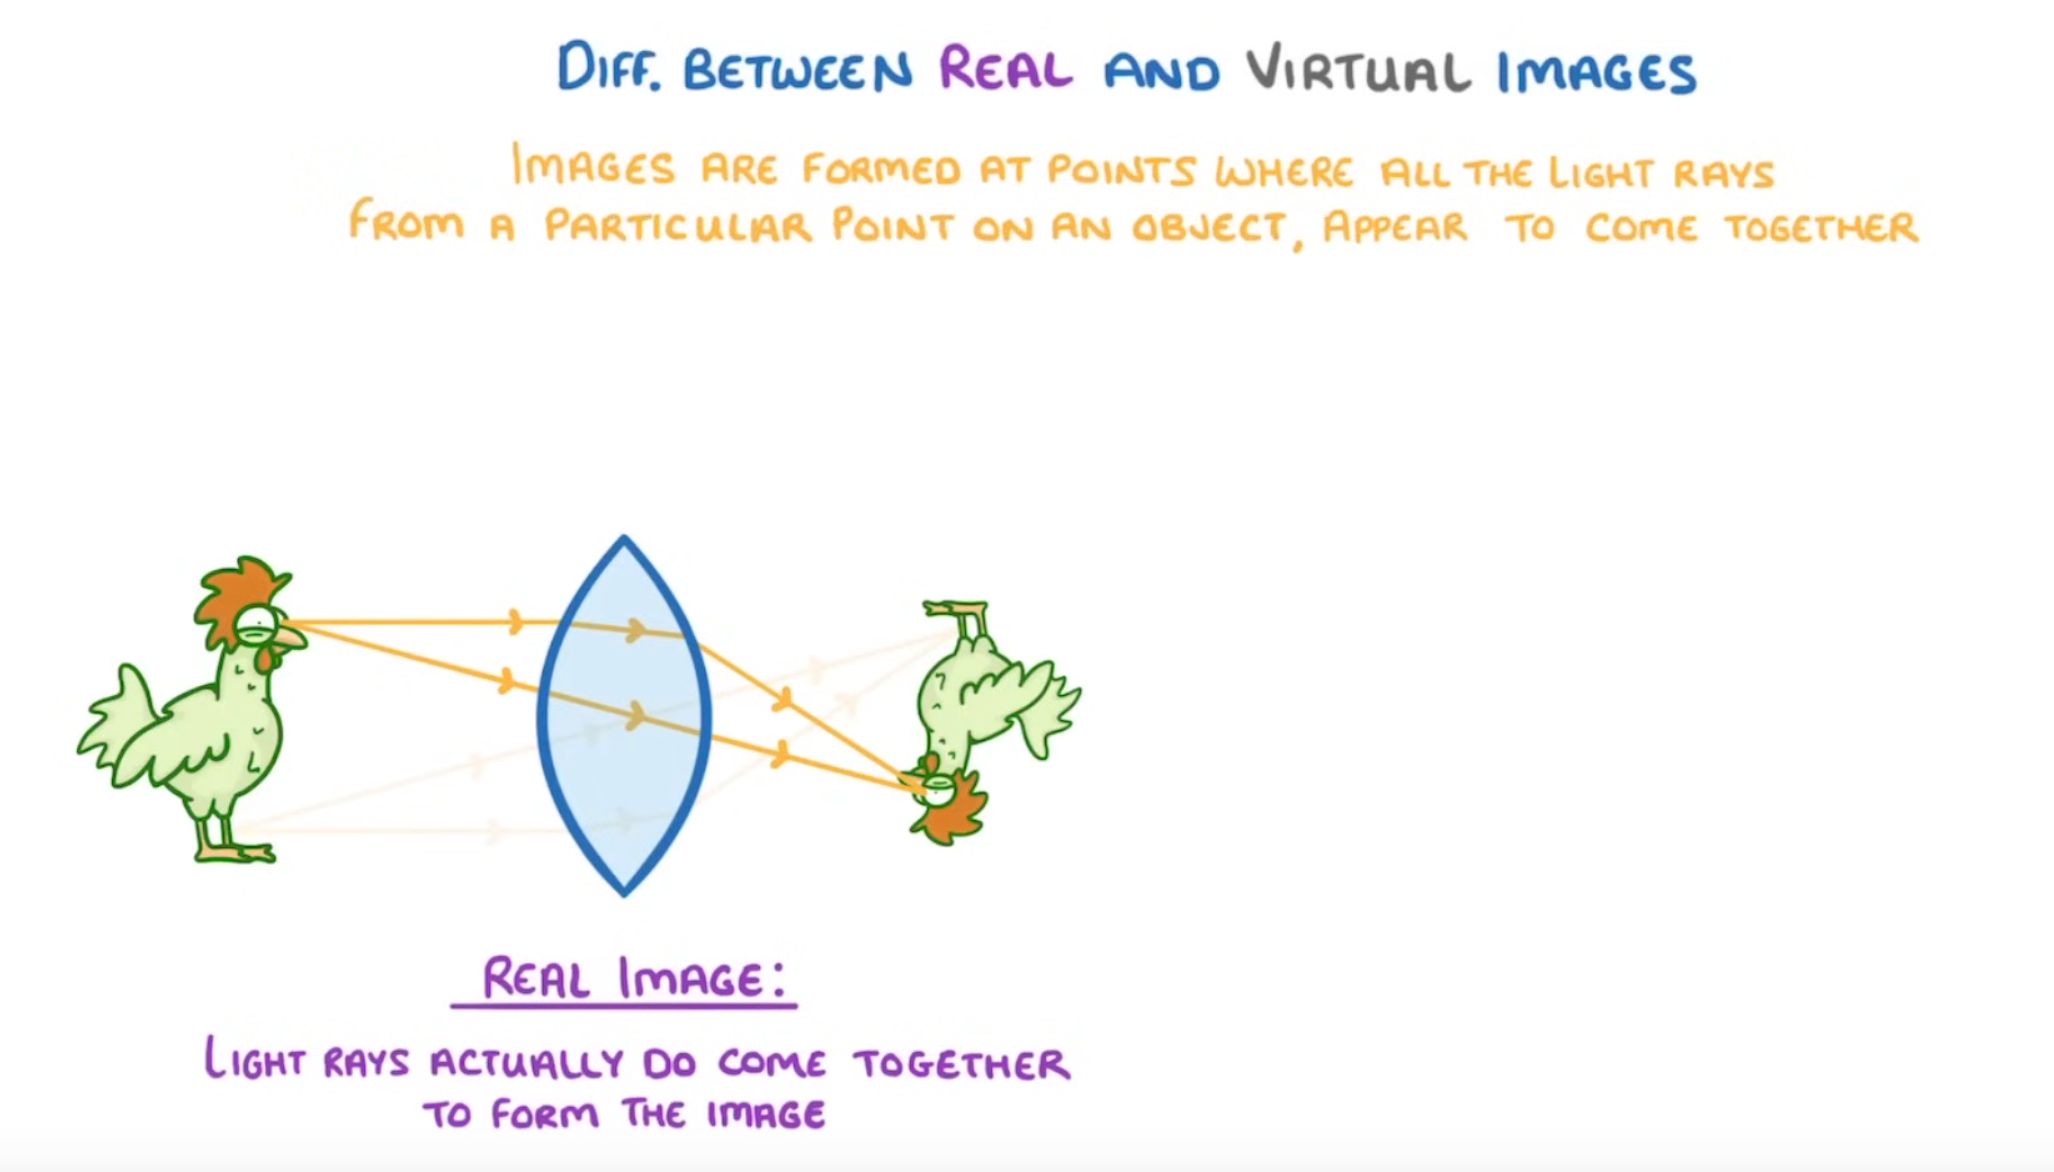 DIFF. BETWEEN REAL AND VIRTUAL IMAGES
IMAGES ARE FORMED AT POINTS WHERE ALL THE LIGHT RAYS
FROM A PARTICULAR POINT ON AN OBJECT, APPEAR TO COME TOGETHER
REAL IMAGE:
LIGHT RAYS ACTUALLY DO COME TOGETHER
TO FORM THE IMAGE